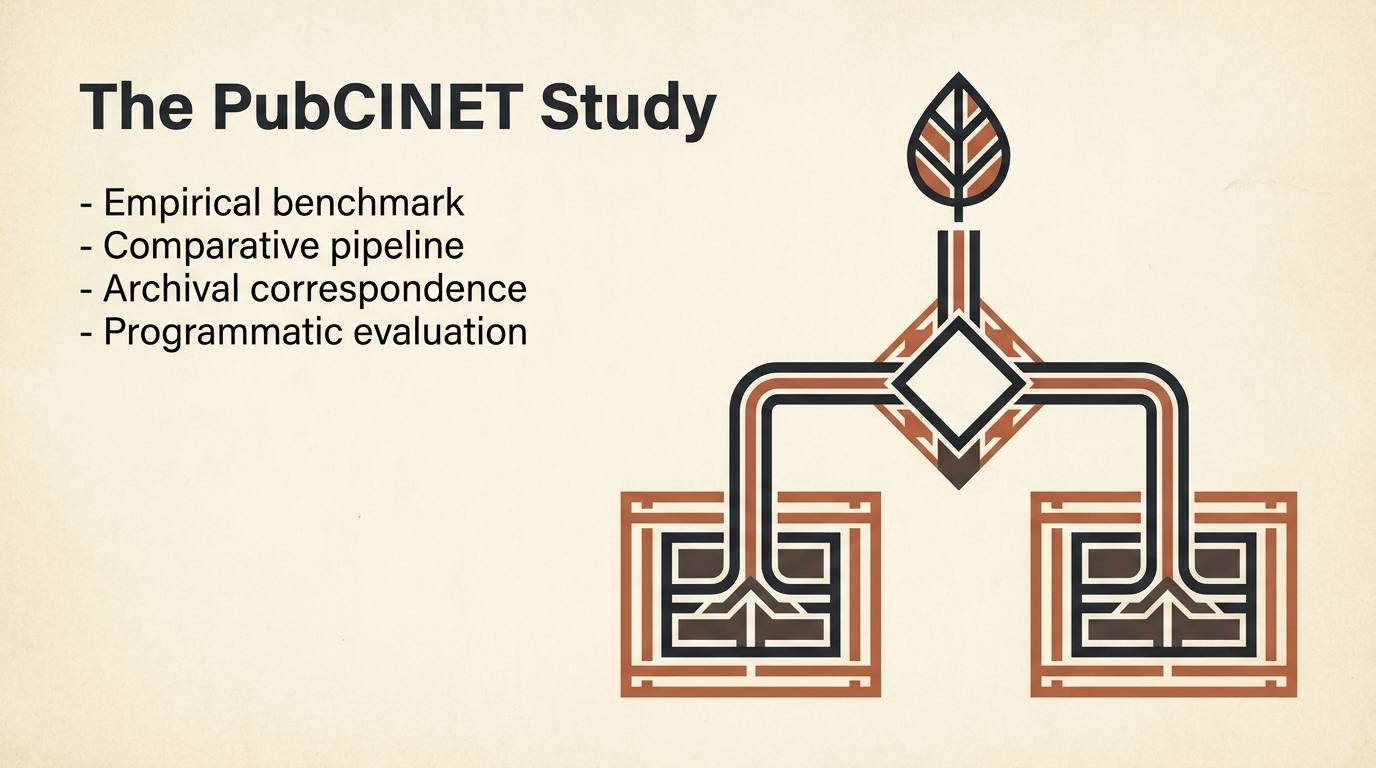 The PubCINET Study
- Empirical benchmark
- Comparative pipeline
- Archival correspondence
- Programmatic evaluation